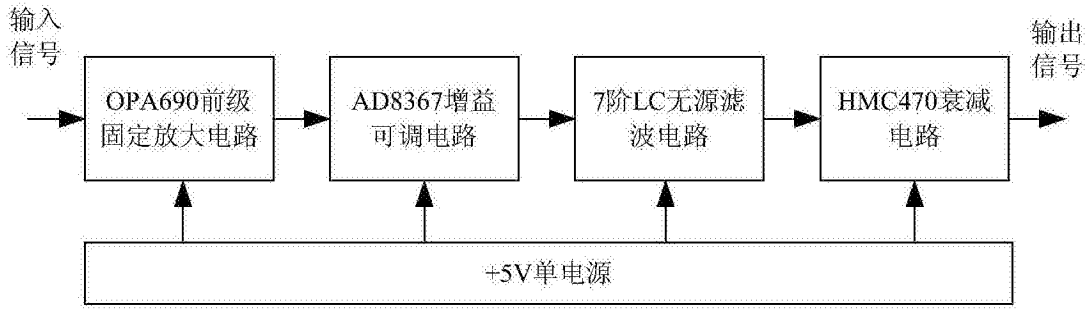 输入
信号
OPA690前级
固定放大电路
AD8367增益
可调电路
7阶LC无源滤
波电路
HMC470衰减
电路
输出
信号
+5V单电源